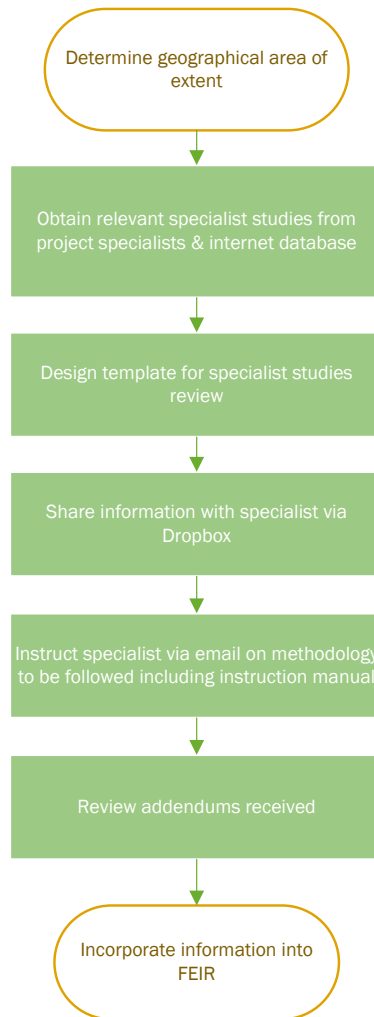 Determine geographical area of
extent
Obtain relevant specialist studies from
project specialists & internet database
Design template for specialist studies
review
Share information with specialist via
Dropbox
Instruct specialist via email on methodology
to be followed including instruction manual
Review addendums received
Incorporate information into
FEIR